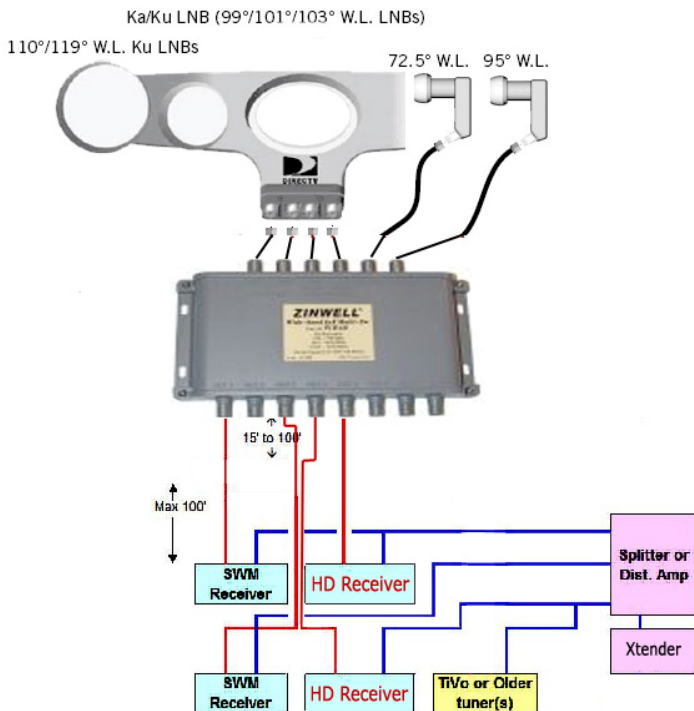 Ka/Ku LNB (99°/101°/103° W.L. LNBs)
110°/119° W.L. Ku LNBs
72.5° W.L.
95° W.L.
DIRECTV
ZINWELL
15' to 100'
Max 100'
SWM
Receiver
HD Receiver
Splitter or
Dist. Amp
Xtender
SWM
Receiver
HD Receiver
TiVo or Older
tuner(s)